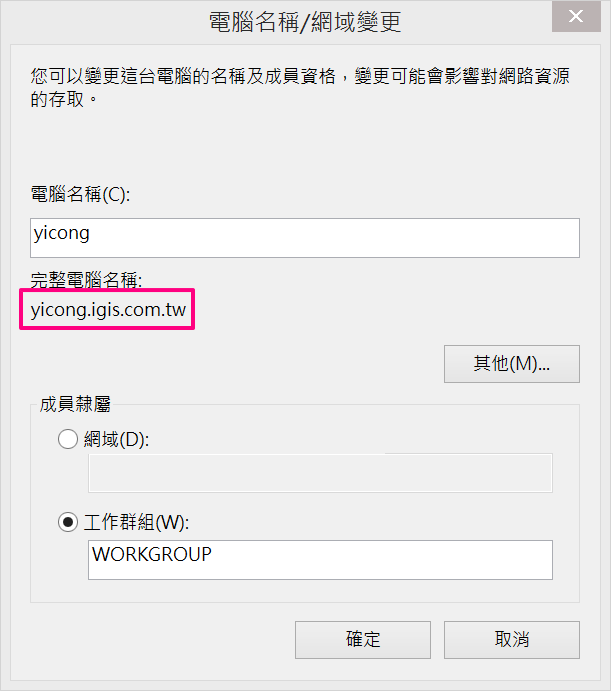 電腦名稱/網域變更
您可以變更這台電腦的名稱及成員資格，變更可能會影響對網路資源
的存取。
電腦名稱(C):
yicong
完整電腦名稱:
yicong.igis.com.tw
其他(M)...
成員隸屬
網域(D):
工作群組(W):
WORKGROUP
確定
取消